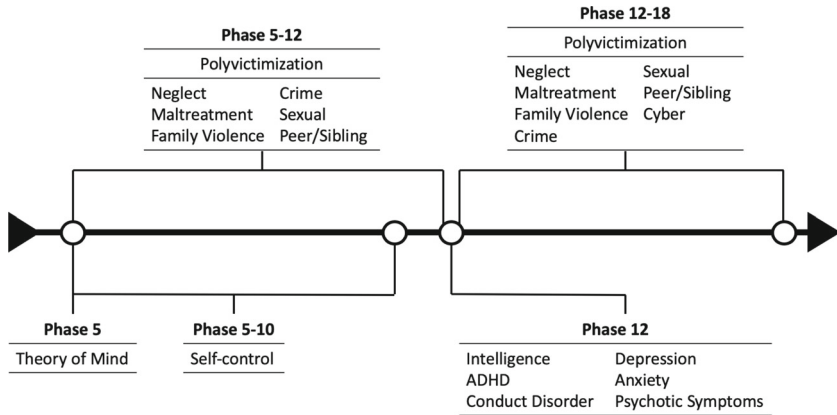 Phase 5-12
Polyvictimization
Neglect Crime
Maltreatment Sexual
Family Violence Peer/Sibling
Phase 12-18
Polyvictimization
Neglect Sexual
Maltreatment Peer/Sibling
Family Violence Cyber
Crime
Phase 5
Theory of Mind
Phase 5-10
Self-control
Phase 12
Intelligence Depression
ADHD Anxiety
Conduct Disorder Psychotic Symptoms